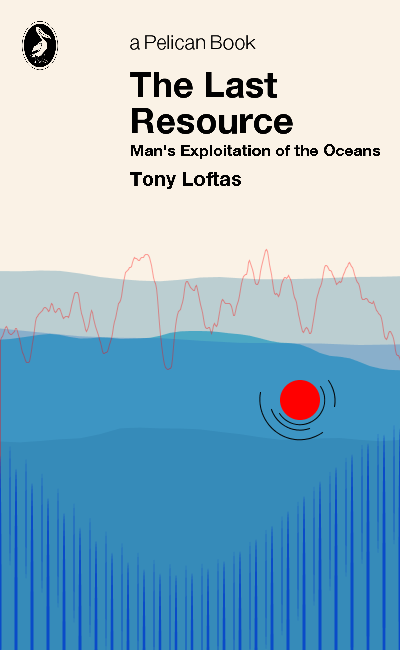 a Pelican Book
The Last
Resource
Man's Exploitation of the Oceans
Tony Loftas